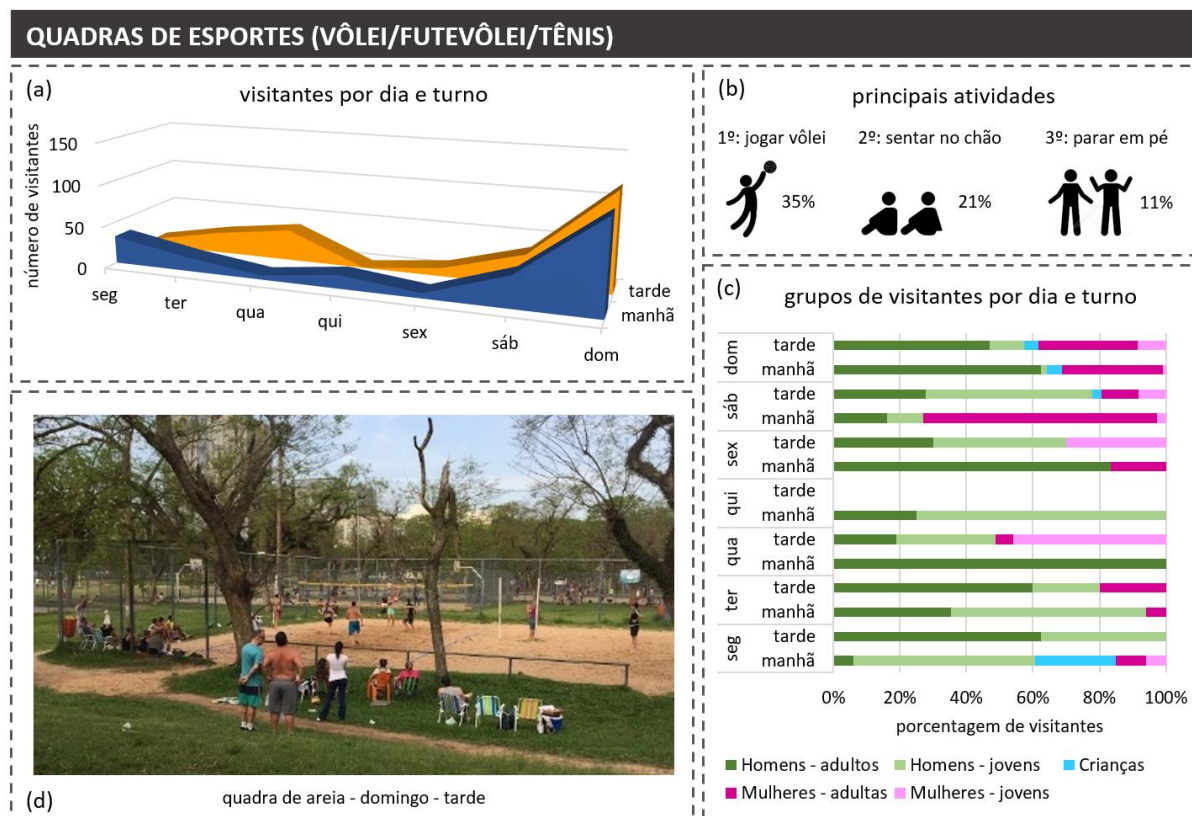 QUADRAS DE ESPORTES (VÔLEI/FUTEVÔLEI/TÊNIS)
(a)
visitantes por dia e turno
número de visitantes
150
100
50
0
seg
ter
qua
qui
sex
sáb
dom
tarde
manhã
(b)
principais atividades
1º: jogar vôlei
2º: sentar no chão
3º: parar em pé
35%
21%
11%
(c)
grupos de visitantes por dia e turno
dom
tarde
manhã
sáb
tarde
manhã
sex
tarde
manhã
qui
tarde
manhã
qua
tarde
manhã
ter
tarde
manhã
seg
tarde
manhã
0% 20% 40% 60% 80% 100%
porcentagem de visitantes
Homens - adultos Homens - jovens Crianças
Mulheres - adultas Mulheres - jovens
(d)
quadra de areia - domingo - tarde